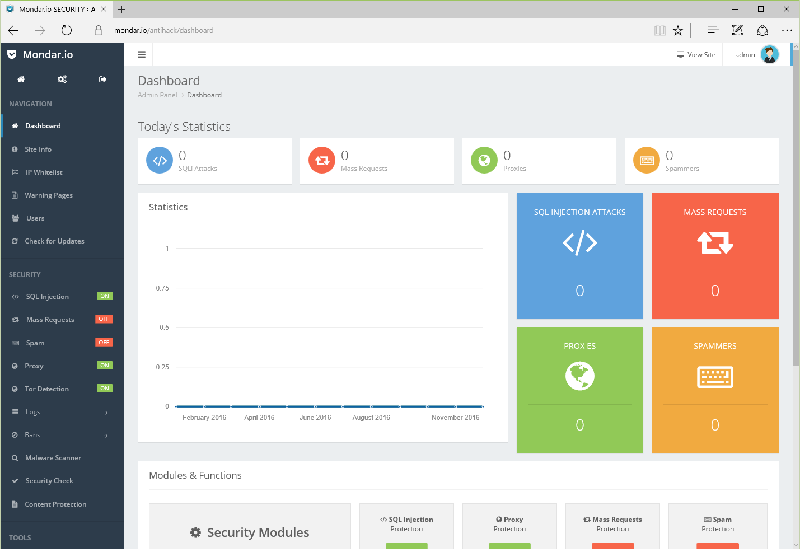 Mondar.io SECURITY › A
mondar.io/antihack/dashboard
Mondar.io
View Site
admin
NAVIGATION
Dashboard
Site Info
IP Whitelist
Warning Pages
Users
Check for Updates
SECURITY
SQL Injection ON
Mass Requests OFF
Spam OFF
Proxy ON
Tor Detection ON
Logs
Bans
Malware Scanner
Security Check
Content Protection
TOOLS
Dashboard
Admin Panel > Dashboard
Today's Statistics
0
SQLi Attacks
0
Mass Requests
0
Proxies
0
Spammers
Statistics
1
0.75
0.5
0.25
0
February 2016 April 2016 June 2016 August 2016 November 2016
SQL INJECTION ATTACKS
0
MASS REQUESTS
0
PROXIES
0
SPAMMERS
0
Modules & Functions
Security Modules
SQL Injection
Protection
Proxy
Protection
Mass Requests
Protection
Spam
Protection